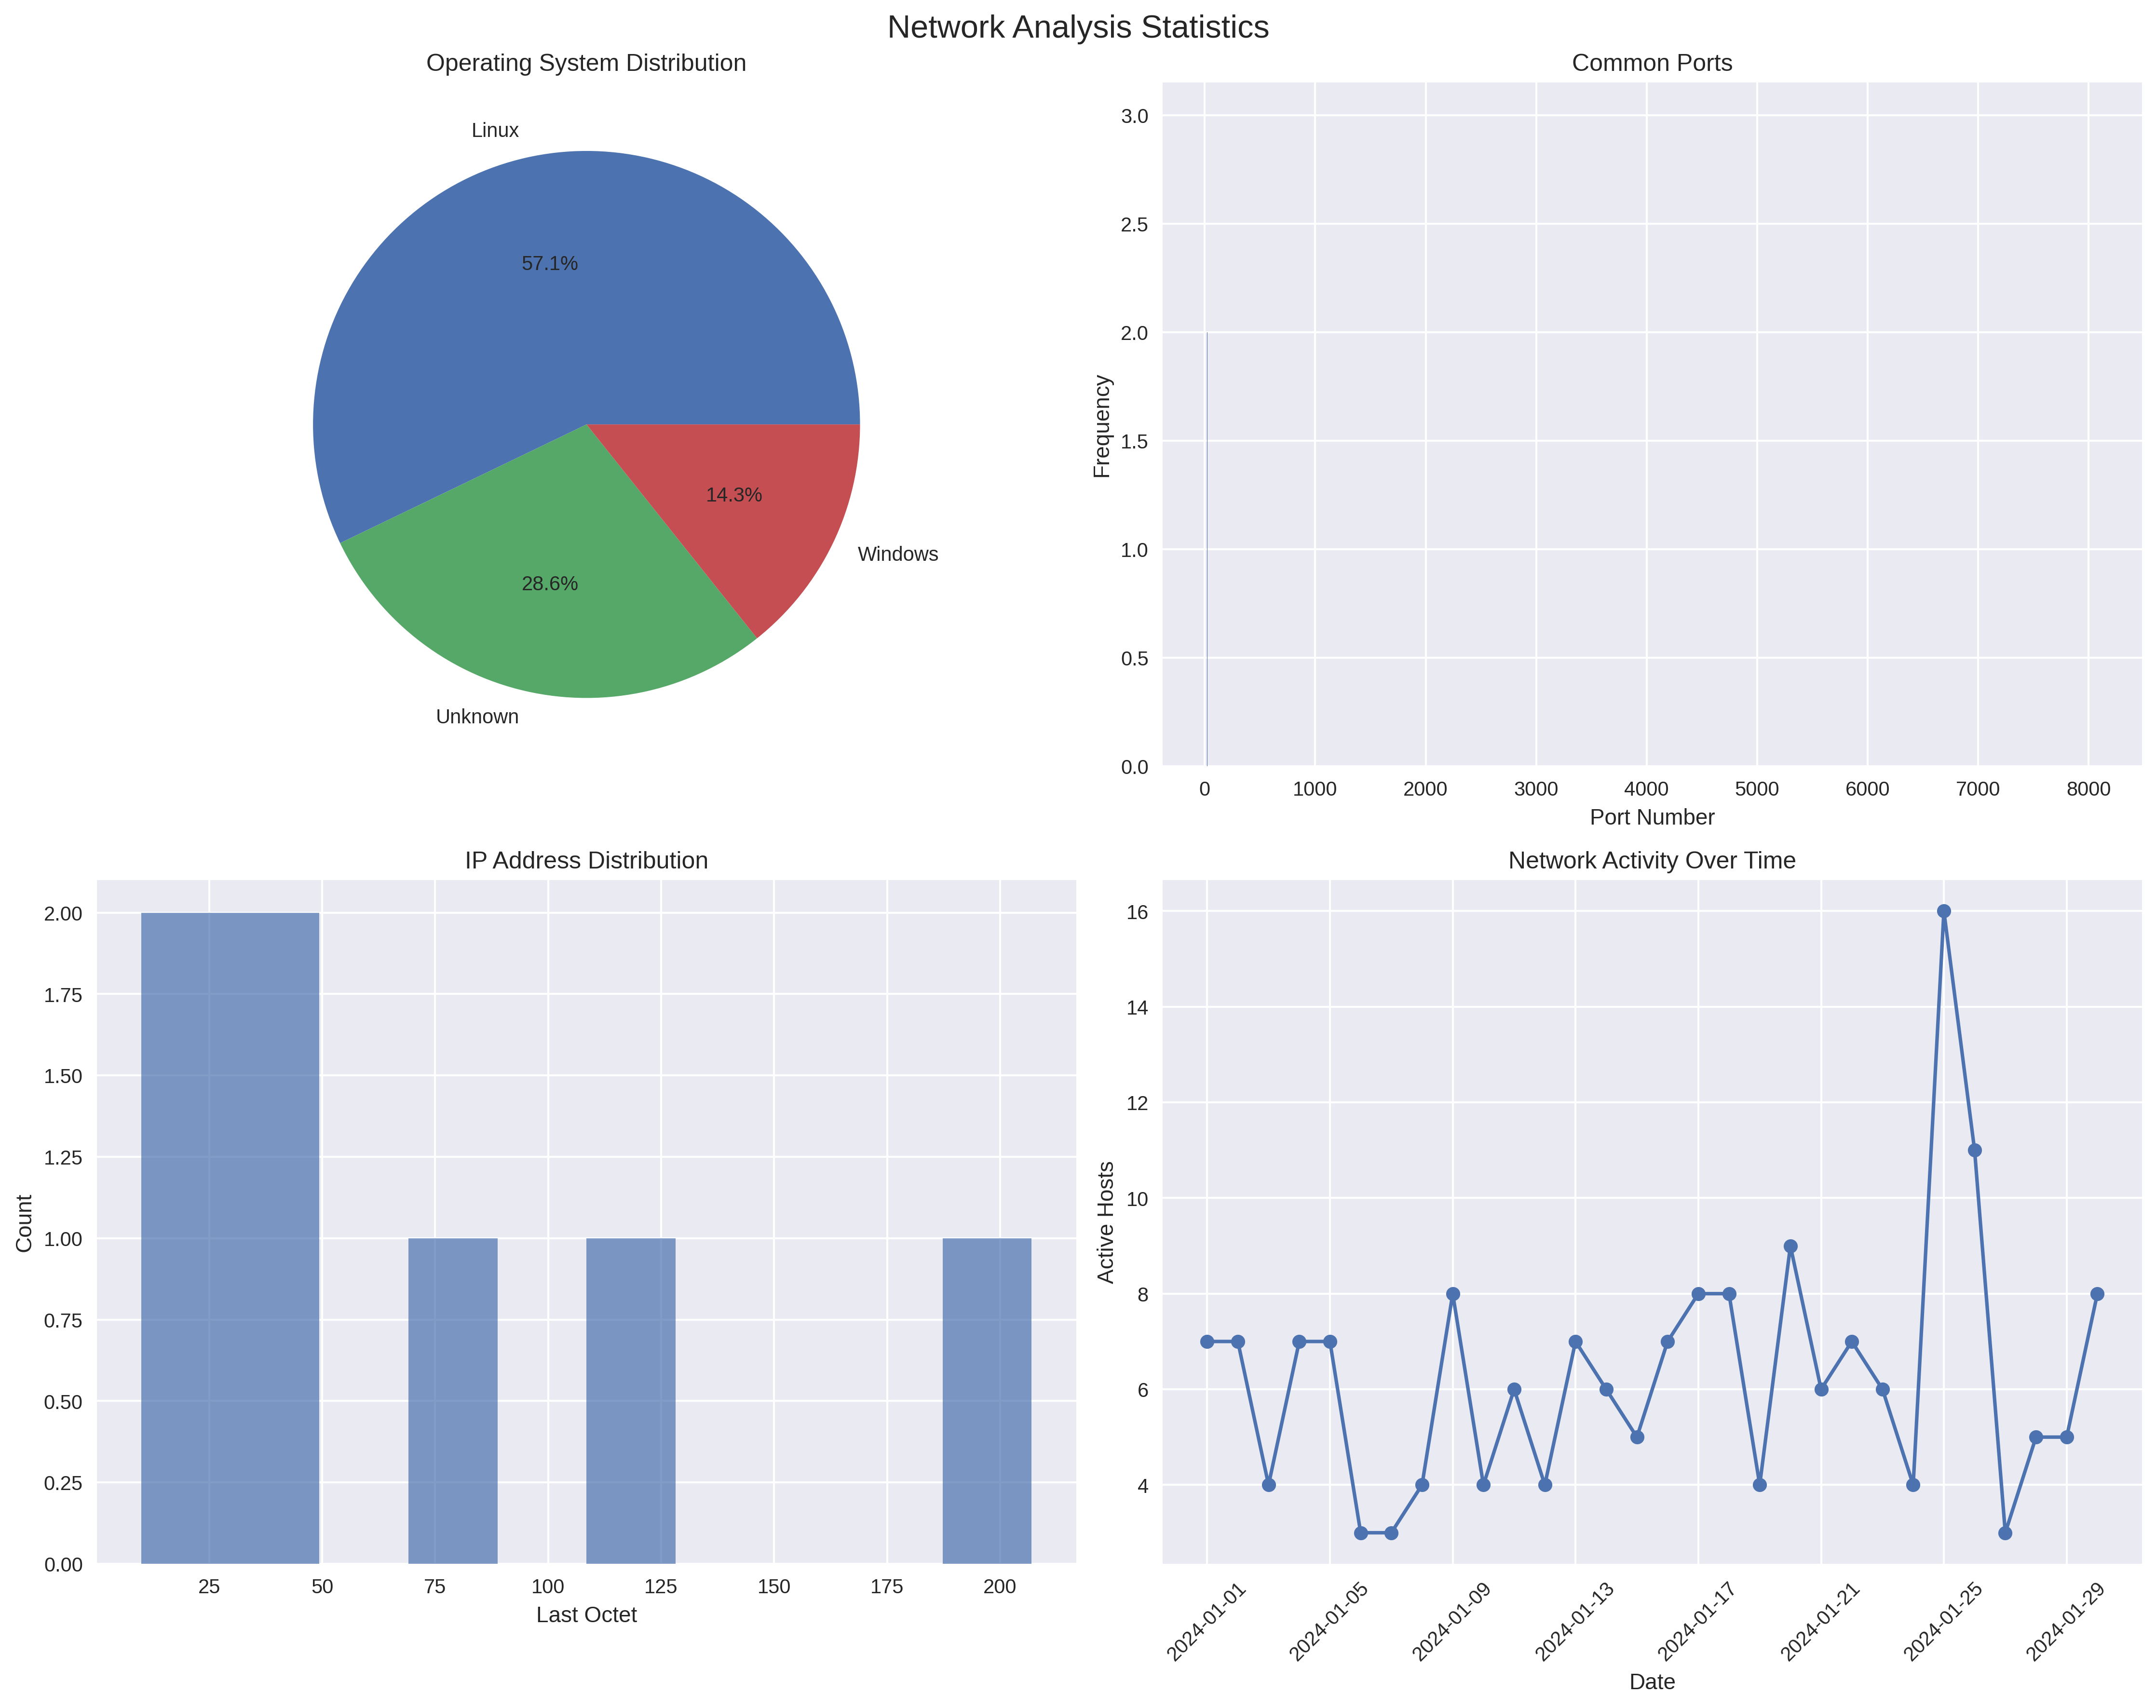 Network Analysis Statistics
Operating System Distribution
Linux
57.1%
14.3%
Windows
28.6%
Unknown
Common Ports
3.0
2.5
2.0
1.5
1.0
0.5
0.0
Frequency
0 1000 2000 3000 4000 5000 6000 7000 8000
Port Number
IP Address Distribution
2.00
1.75
1.50
1.25
1.00
0.75
0.50
0.25
0.00
Count
25 50 75 100 125 150 175 200
Last Octet
Network Activity Over Time
16
14
12
10
8
6
4
Active Hosts
2024-01-01 2024-01-05 2024-01-09 2024-01-13 2024-01-17 2024-01-21 2024-01-25 2024-01-29
Date